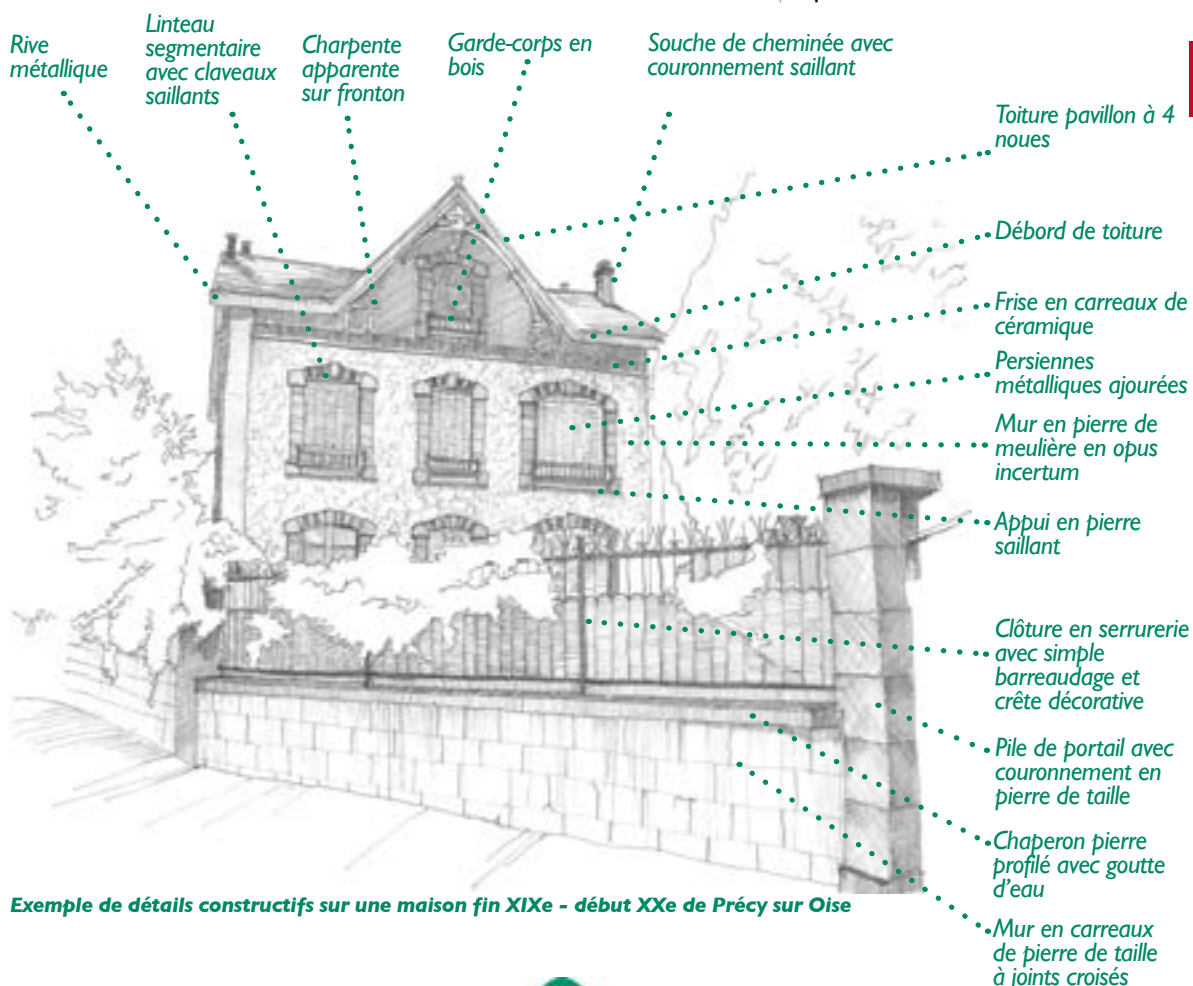 Rive
métallique
Linteau
segmentaire
avec claveaux
saillants
Charpente
apparente
sur fronton
Garde-corps en
bois
Souche de cheminée avec
couronnement saillant
Toiture pavillon à 4
noues
Débord de toiture
Frise en carreaux de
céramique
Persiennes
métalliques ajourées
Mur en pierre de
meulière en opus
incertum
Appui en pierre
saillant
Clôture en serrurerie
avec simple
barreaudage et
crête décorative
Pile de portail avec
couronnement en
pierre de taille
Chaperon pierre
profilé avec goutte
d'eau
Mur en carreaux
de pierre de taille
à joints croisés
Exemple de détails constructifs sur une maison fin XIXe - début XXe de Précy sur Oise